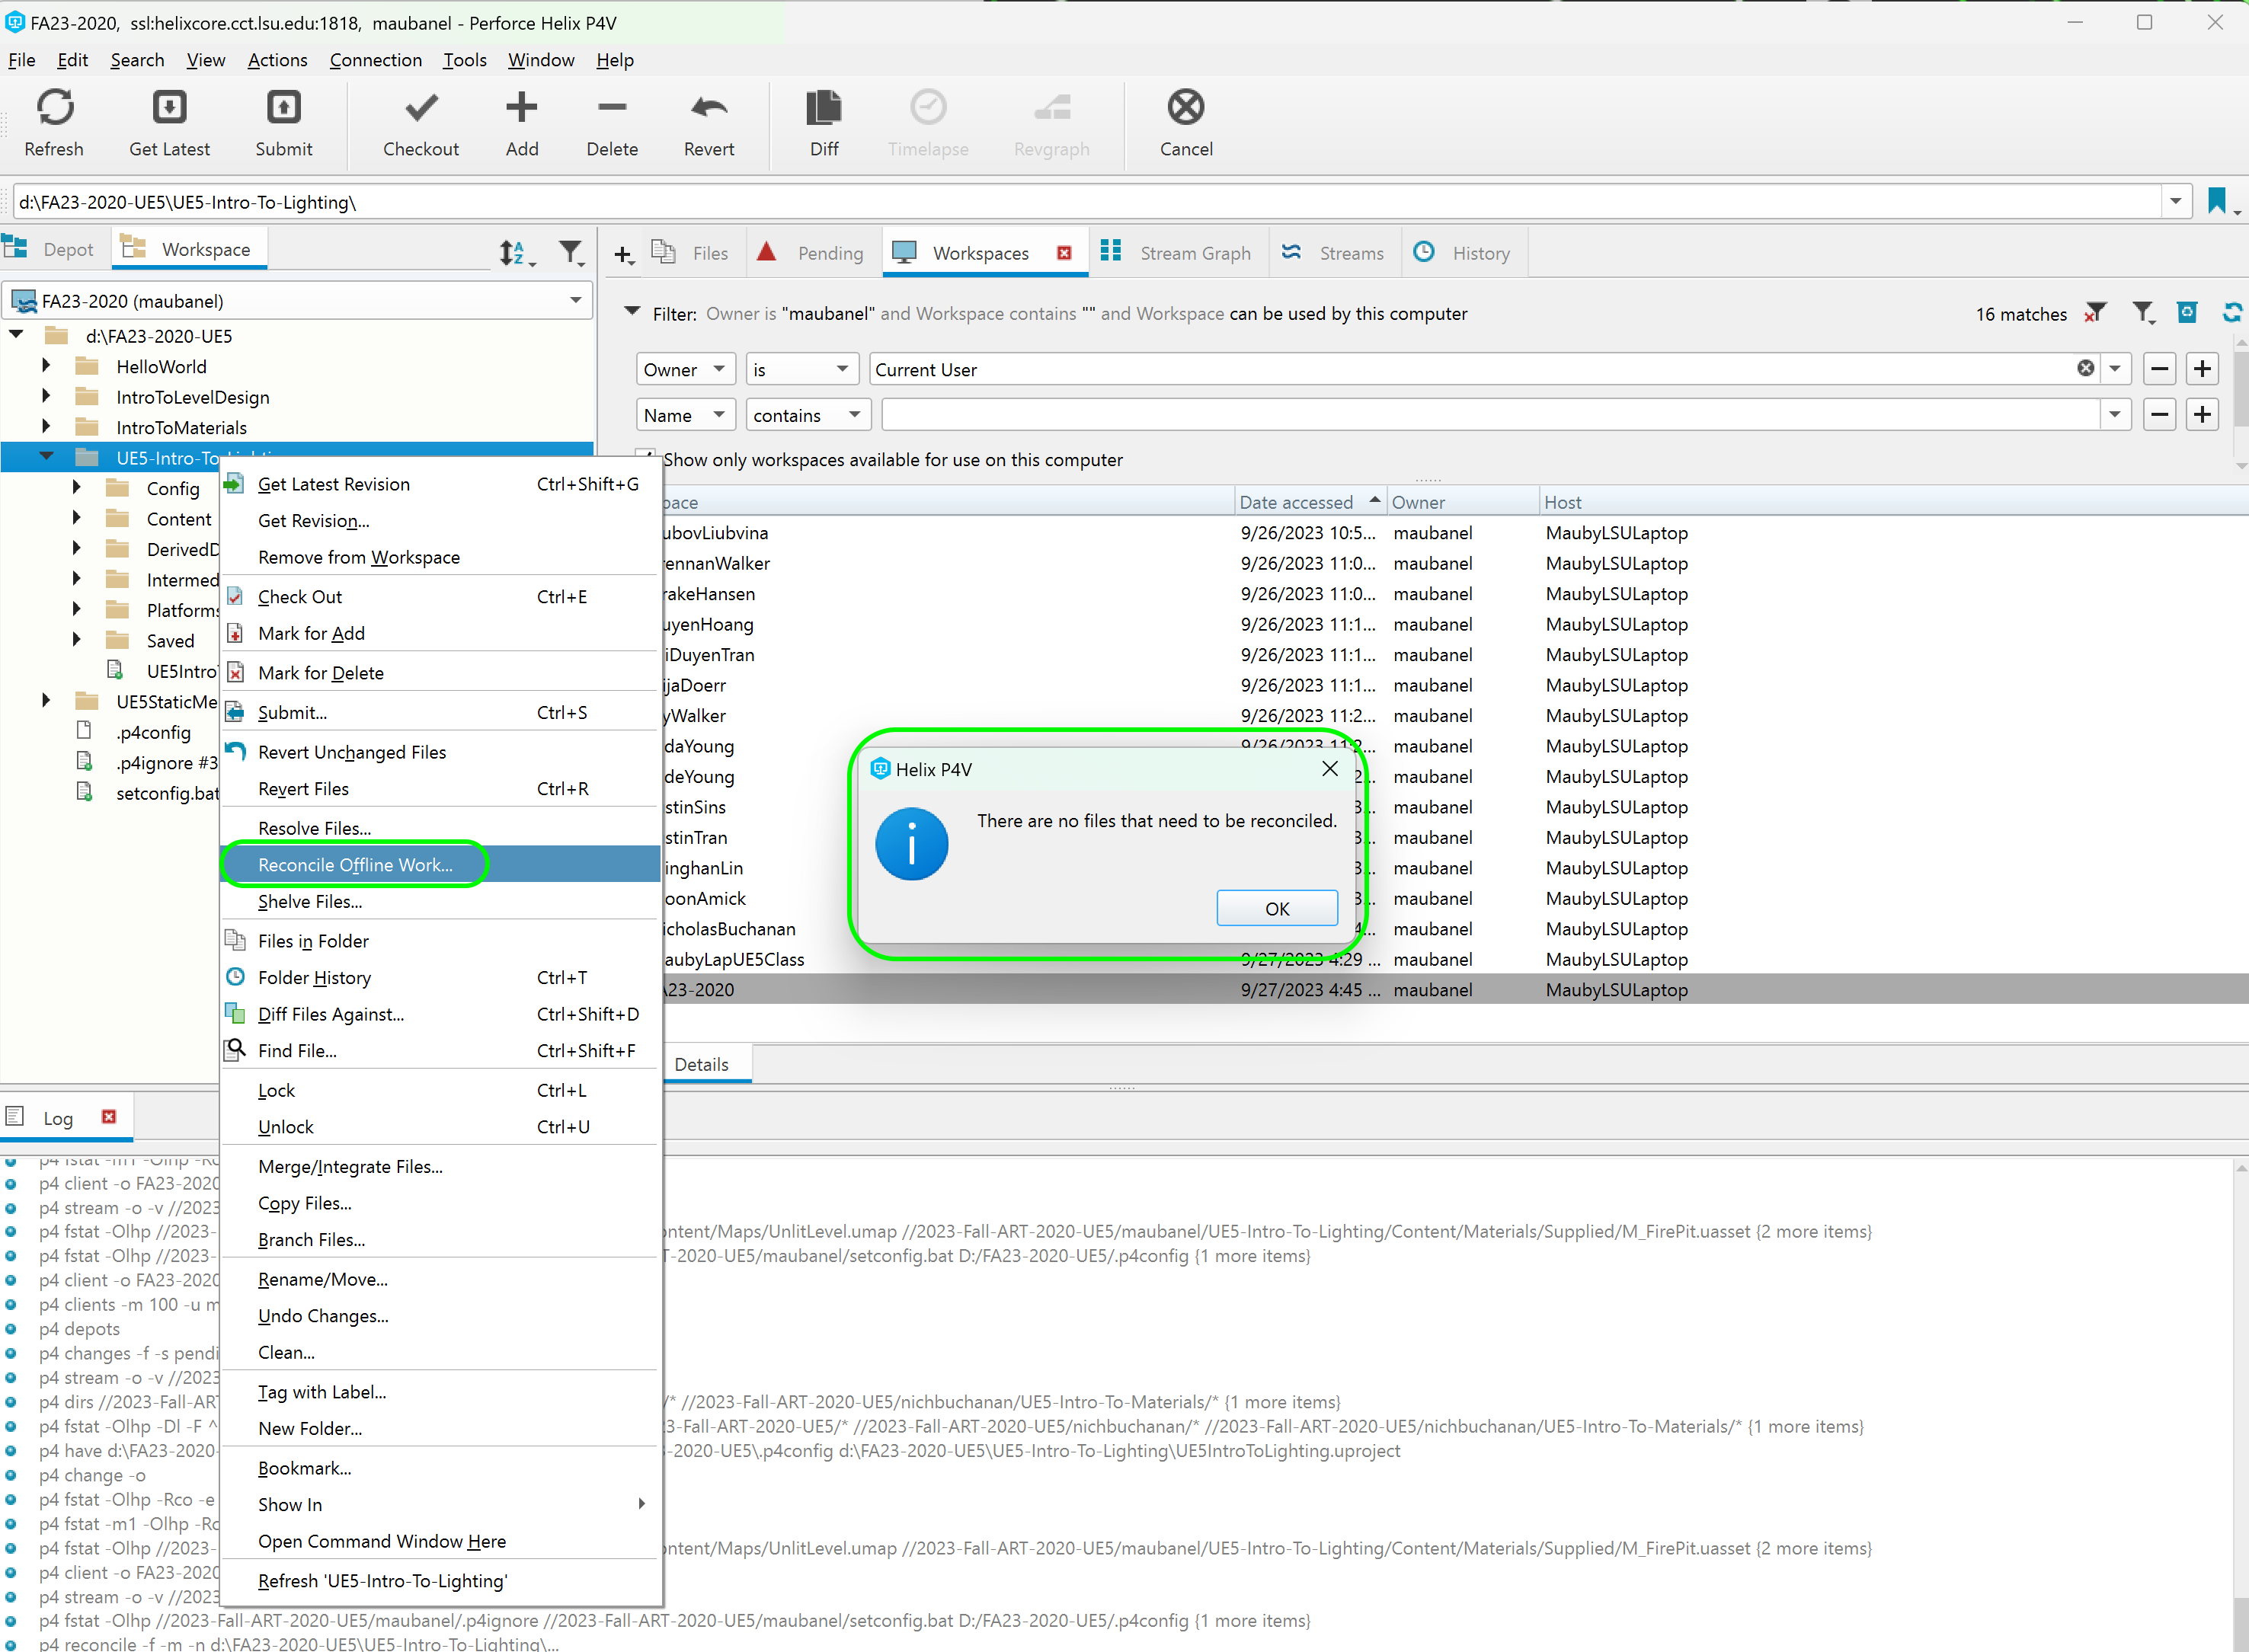 FA23-2020, ssl:helixcore.cct.lsu.edu:1818, maubanel - Perforce Helix P4V
File Edit Search View Actions Connection Tools Window Help
Refresh Get Latest Submit Checkout Add Delete Revert Diff Timelapse Revgraph Cancel
d:\FA23-2020-UE5\UE5-Intro-To-Lighting\
Depot Workspace
FA23-2020 (maubanel)
d:\FA23-2020-UE5
HelloWorld
IntroToLevelDesign
IntroToMaterials
UE5-Intro-To-Lighti
Config
Content
DerivedD
Intermed
Platforms
Saved
UE5Intro
UE5StaticMe
.p4config
.p4ignore #3
setconfig.bat
Get Latest Revision Ctrl+Shift+G
Get Revision...
Remove from Workspace
Check Out Ctrl+E
Mark for Add
Mark for Delete
Submit... Ctrl+S
Revert Unchanged Files
Revert Files Ctrl+R
Resolve Files...
Reconcile Offline Work...
Shelve Files...
Files in Folder
Folder History Ctrl+T
Diff Files Against... Ctrl+Shift+D
Find File... Ctrl+Shift+F
Lock Ctrl+L
Unlock Ctrl+U
Merge/Integrate Files...
Copy Files...
Branch Files...
Rename/Move...
Undo Changes...
Clean...
Tag with Label...
New Folder...
Bookmark...
Show In
Open Command Window Here
Refresh 'UE5-Intro-To-Lighting'
Files Pending Workspaces Stream Graph Streams History
Filter: Owner is "maubanel" and Workspace contains "" and Workspace can be used by this computer 16 matches
Owner is Current User
Name contains
Show only workspaces available for use on this computer
pace Date accessed Owner Host
ubovLiubvina 9/26/2023 10:5... maubanel MaubyLSULaptop
ennanWalker 9/26/2023 11:0... maubanel MaubyLSULaptop
rakeHansen 9/26/2023 11:0... maubanel MaubyLSULaptop
uyenHoang 9/26/2023 11:1... maubanel MaubyLSULaptop
iDuyenTran 9/26/2023 11:1... maubanel MaubyLSULaptop
ijaDoerr 9/26/2023 11:1... maubanel MaubyLSULaptop
yWalker 9/26/2023 11:2... maubanel MaubyLSULaptop
daYoung 9/26/2023 11:2... maubanel MaubyLSULaptop
deYoung 2... maubanel MaubyLSULaptop
stinSins 3... maubanel MaubyLSULaptop
stinTran 3... maubanel MaubyLSULaptop
inghanLin 3... maubanel MaubyLSULaptop
oonAmick 3... maubanel MaubyLSULaptop
icholasBuchanan 4... maubanel MaubyLSULaptop
aubyLapUE5Class 9/27/2023 4:29 ... maubanel MaubyLSULaptop
A23-2020 9/27/2023 4:45 ... maubanel MaubyLSULaptop
Helix P4V
There are no files that need to be reconciled.
OK
Details
Log
p4 fstat -m1 -Olhp -Rc
p4 client -o FA23-2020
p4 stream -o -v //2023
p4 fstat -Olhp //2023- ntent/Maps/UnlitLevel.umap //2023-Fall-ART-2020-UE5/maubanel/UE5-Intro-To-Lighting/Content/Materials/Supplied/M_FirePit.uasset {2 more items}
p4 fstat -Olhp //2023- T-2020-UE5/maubanel/setconfig.bat D:/FA23-2020-UE5/.p4config {1 more items}
p4 client -o FA23-2020
p4 clients -m 100 -u m
p4 depots
p4 changes -f -s pendi
p4 stream -o -v //2023
p4 dirs //2023-Fall-AR /* //2023-Fall-ART-2020-UE5/nichbuchanan/UE5-Intro-To-Materials/* {1 more items}
p4 fstat -Olhp -Dl -F ^ 3-Fall-ART-2020-UE5/* //2023-Fall-ART-2020-UE5/nichbuchanan/* //2023-Fall-ART-2020-UE5/nichbuchanan/UE5-Intro-To-Materials/* {1 more items}
p4 have d:\FA23-2020- 3-2020-UE5\.p4config d:\FA23-2020-UE5\UE5-Intro-To-Lighting\UE5IntroToLighting.uproject
p4 change -o
p4 fstat -Olhp -Rco -e
p4 fstat -m1 -Olhp -Rc
p4 fstat -Olhp //2023- ntent/Maps/UnlitLevel.umap //2023-Fall-ART-2020-UE5/maubanel/UE5-Intro-To-Lighting/Content/Materials/Supplied/M_FirePit.uasset {2 more items}
p4 client -o FA23-2020
p4 stream -o -v //2023
p4 fstat -Olhp //2023-Fall-ART-2020-UE5/maubanel/.p4ignore //2023-Fall-ART-2020-UE5/maubanel/setconfig.bat D:/FA23-2020-UE5/.p4config {1 more items}
p4 reconcile -f -m -n d:\FA23-2020-UE5\UE5-Intro-To-Lighting\...